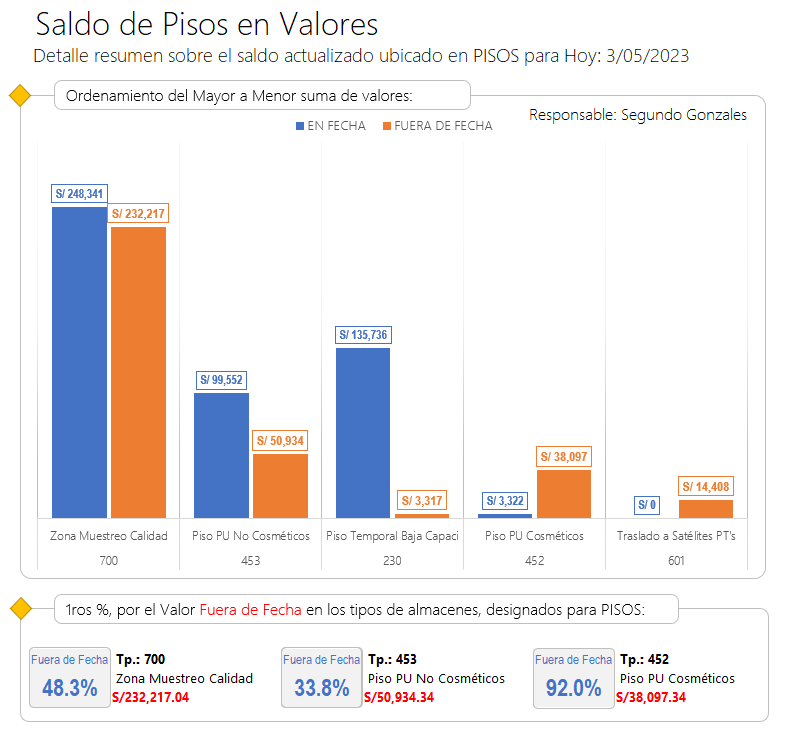 Saldo de Pisos en Valores
Detalle resumen sobre el saldo actualizado ubicado en PISOS para Hoy: 3/05/2023
Ordenamiento del Mayor a Menor suma de valores:
Responsable: Segundo Gonzales
EN FECHA FUERA DE FECHA
S/ 248,341
S/ 232,217
S/ 99,552
S/ 50,934
S/ 135,736
S/ 3,317
S/ 3,322
S/ 38,097
S/ 0
S/ 14,408
Zona Muestreo Calidad
700
Piso PU No Cosméticos
453
Piso Temporal Baja Capaci
230
Piso PU Cosméticos
452
Traslado a Satélites PT's
601
1ros %, por el Valor Fuera de Fecha en los tipos de almacenes, designados para PISOS:
Fuera de Fecha
48.3%
Tp.: 700
Zona Muestreo Calidad
S/232,217.04
Fuera de Fecha
33.8%
Tp.: 453
Piso PU No Cosméticos
S/50,934.34
Fuera de Fecha
92.0%
Tp.: 452
Piso PU Cosméticos
S/38,097.34